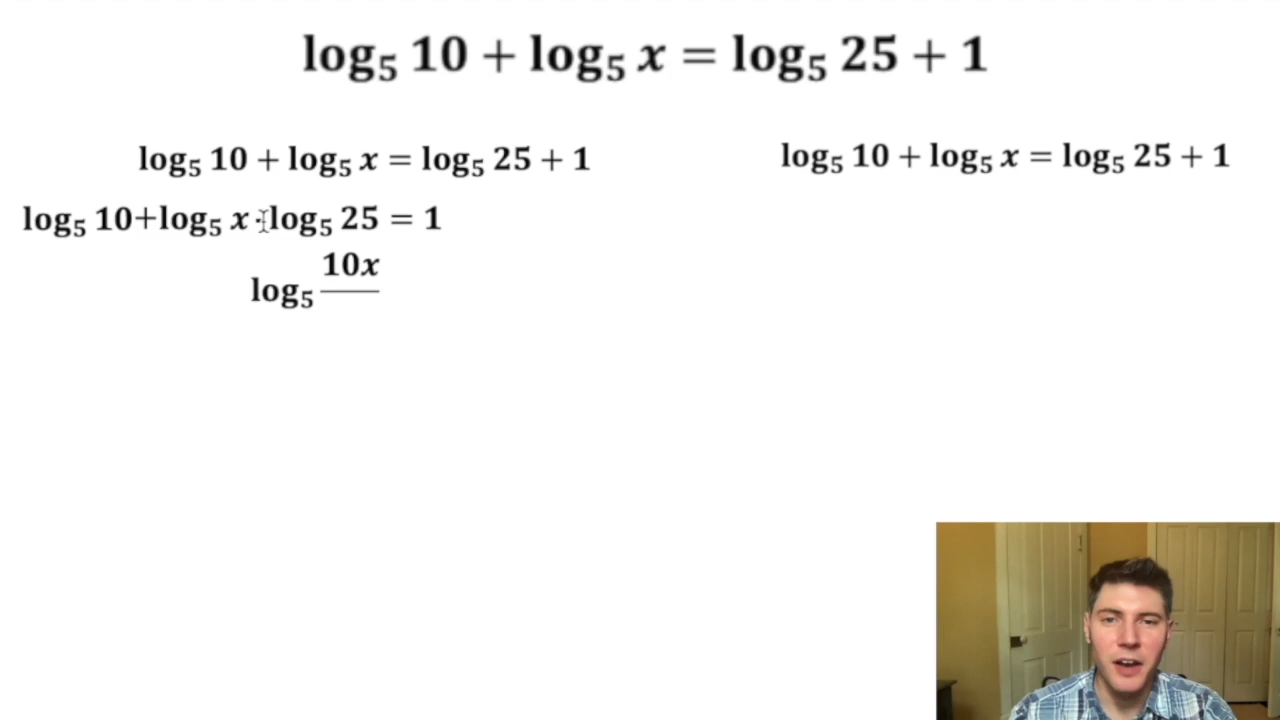 log₅ 10 + log₅ x = log₅ 25 + 1
log₅ 10 + log₅ x = log₅ 25 + 1
log₅ 10 + log₅ x = log₅ 25 + 1
log₅ 10+log₅ x -log₅ 25 = 1
10x
log₅